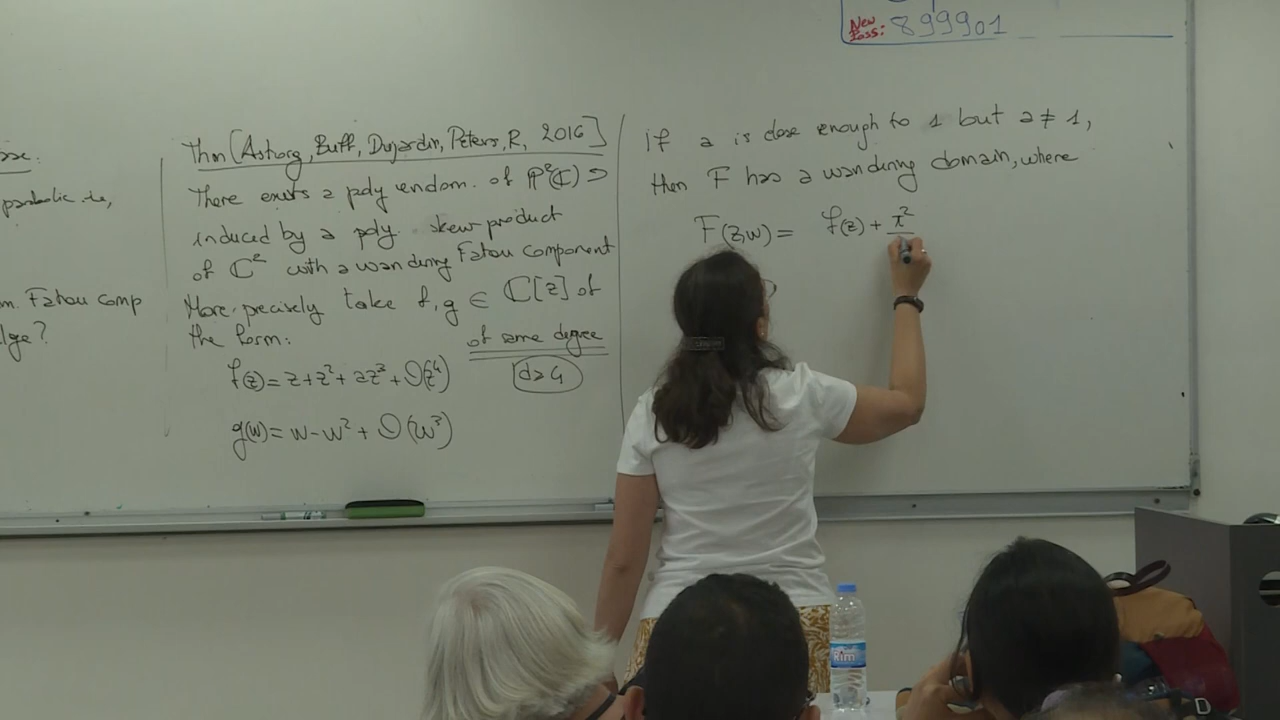 New Pass: 899901
parabolic.
Fatou comp
Thm [Astorg, Buff, Dujardin, Peters, R, 2016]
There exists a poly endom. of P²(C) ⊃
induced by a poly. skew product
of C² with a wandering Fatou component
More precisely take f, g ∈ C[z] of
the form: of same degree
f(z) = z+z²+az³+O(z⁴) d≥4
g(w) = w-w²+O(w³)
if a is close enough to 1 but a ≠ 1,
then F has a wandering domain, where
F(z,w) = f(z) + π²
Rim